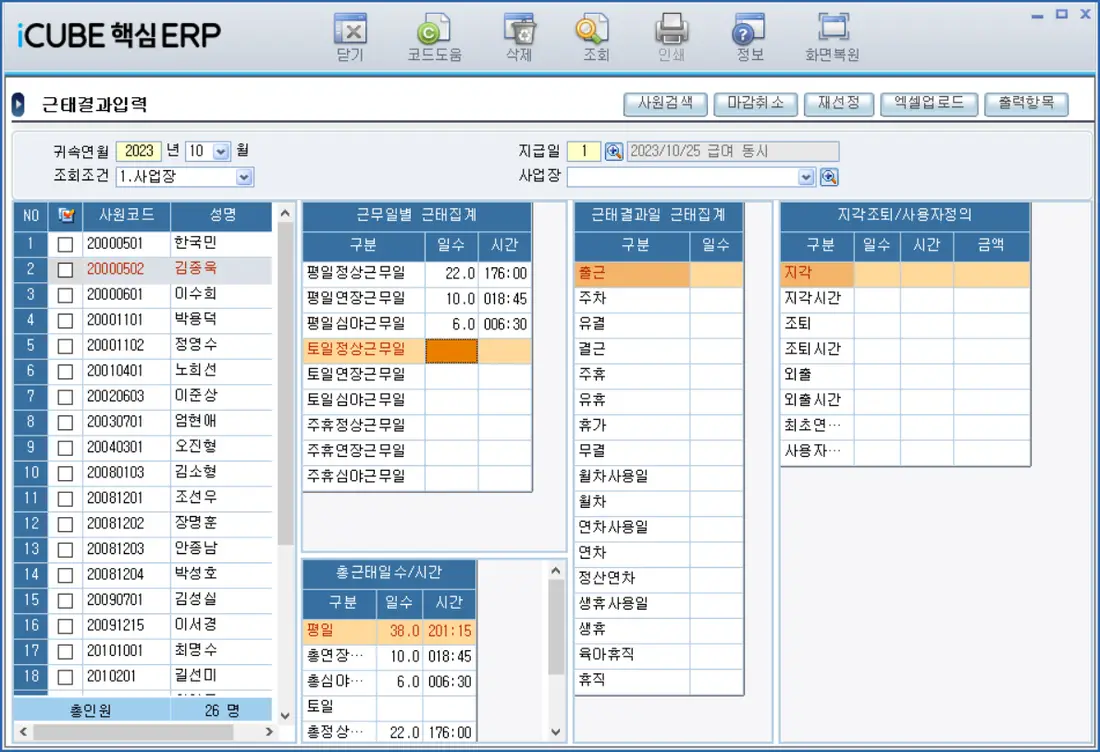 iCUBE 핵심 ERP
닫기 코드도움 삭제 조회 인쇄 정보 화면복원
근태결과입력
사원검색 마감취소 재선정 엑셀업로드 출력항목
귀속연월 2023 년 10 월
지급일 1 2023/10/25 급여 동시
조회조건 1.사업장
사업장
NO 사원코드 성명
1 20000501 한국민
2 20000502 김종욱
3 20000601 이수희
4 20001101 박용덕
5 20001102 정영수
6 20010401 노희선
7 20020603 이준상
8 20030701 엄현애
9 20040301 오진형
10 20080103 김소형
11 20081201 조선우
12 20081202 장명훈
13 20081203 안종남
14 20081204 박성호
15 20090701 김성실
16 20091215 이서경
17 20101001 최명수
18 2010201 길선미
총인원 26 명
근무일별 근태집계
구분 일수 시간
평일정상근무일 22.0 176:00
평일연장근무일 10.0 018:45
평일심야근무일 6.0 006:30
토일정상근무일
토일연장근무일
토일심야근무일
주휴정상근무일
주휴연장근무일
주휴심야근무일
총근태일수/시간
구분 일수 시간
평일 38.0 201:15
총연장… 10.0 018:45
총심야… 6.0 006:30
토일
총정상… 22.0 176:00
근태결과일 근태집계
구분 일수
출근
주차
유결
결근
주휴
유휴
휴가
무결
월차사용일
월차
연차사용일
연차
정산연차
생휴사용일
생휴
육아휴직
휴직
지각조퇴/사용자정의
구분 일수 시간 금액
지각
지각시간
조퇴
조퇴시간
외출
외출시간
최초연…
사용자…